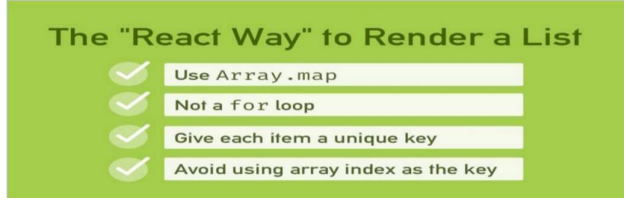 The "React Way" to Render a List
Use Array.map
Not a for loop
Give each item a unique key
Avoid using array index as the key